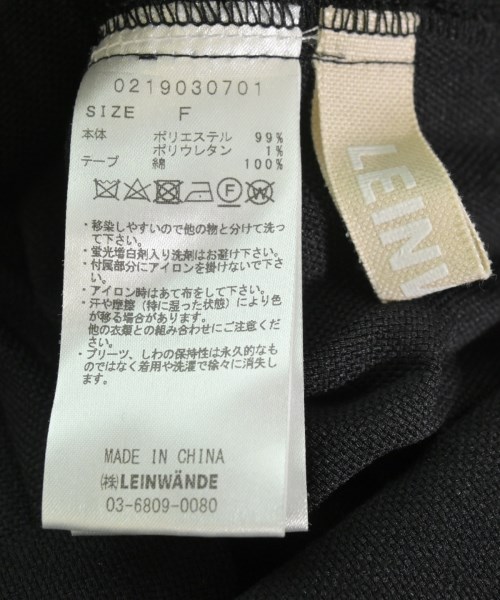 0219030701
SIZE F
本体 ポリエステル 99%
ポリウレタン 1%
テープ 綿 100%
F W
・移染しやすいので他の物と分けて洗っ
て下さい。
・蛍光増白剤入り洗剤はお避け下さい。
・付属部分にアイロンを掛けないで下さ
い。
・アイロン時はあて布をして下さい。
・汗や摩擦（特に湿った状態）により色
が移る場合があります。
他の衣類との組み合わせにご注意くだ
さい。
・プリーツ、しわの保持性は永久的なも
のではなく着用や洗濯で徐々に消失し
ます。
MADE IN CHINA
㈱LEINWÄNDE
03-6809-0080
LEINW